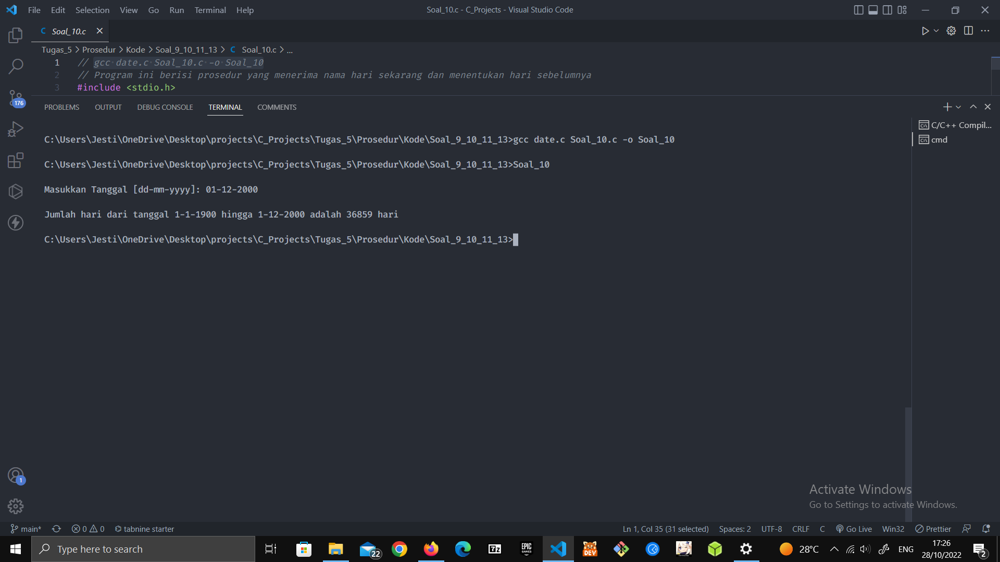 File Edit Selection View Go Run Terminal Help
Soal_10.c - C_Projects - Visual Studio Code
C Soal_10.c
Tugas_5 > Prosedur > Kode > Soal_9_10_11_13 > C Soal_10.c > ...
1 // gcc date.c Soal_10.c -o Soal_10
2 // Program ini berisi prosedur yang menerima nama hari sekarang dan menentukan hari sebelumnya
3 #include <stdio.h>
176
PROBLEMS OUTPUT DEBUG CONSOLE TERMINAL COMMENTS
C/C++ Compil...
cmd
C:\Users\Jesti\OneDrive\Desktop\projects\C_Projects\Tugas_5\Prosedur\Kode\Soal_9_10_11_13>gcc date.c Soal_10.c -o Soal_10
C:\Users\Jesti\OneDrive\Desktop\projects\C_Projects\Tugas_5\Prosedur\Kode\Soal_9_10_11_13>Soal_10
Masukkan Tanggal [dd-mm-yyyy]: 01-12-2000
Jumlah hari dari tanggal 1-1-1900 hingga 1-12-2000 adalah 36859 hari
C:\Users\Jesti\OneDrive\Desktop\projects\C_Projects\Tugas_5\Prosedur\Kode\Soal_9_10_11_13>
1
Activate Windows
Go to Settings to activate Windows.
main* 0 0 tabnine starter
Ln 1, Col 35 (31 selected) Spaces: 2 UTF-8 CRLF C Go Live Win32 Prettier
Type here to search
22
7z
EPIC GAMES
DEV
28°C
ENG
17:26
28/10/2022
2